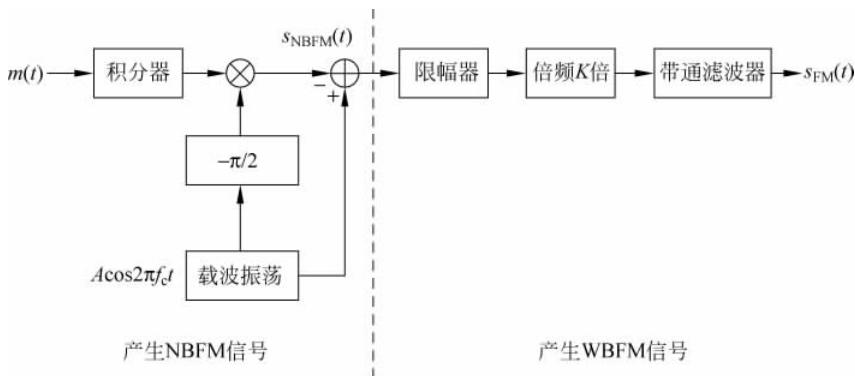 s_NBFM(t)
m(t)
积分器
限幅器
倍频K倍
带通滤波器
s_FM(t)
−
+
−π/2
Acos2πf_ct
载波振荡
产生NBFM信号
产生WBFM信号